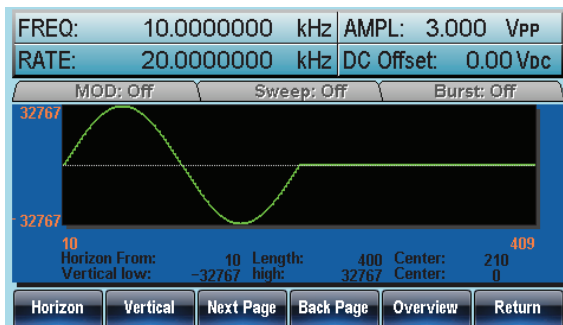 FREQ: 10.0000000 kHz AMPL: 3.000 VPP
RATE: 20.0000000 kHz DC Offset: 0.00 VDC
MOD: Off Sweep: Off Burst: Off
32767
-32767
10 409
Horizon From: 10 Length: 400 Center: 210
Vertical low: -32767 high: 32767 Center: 0
Horizon Vertical Next Page Back Page Overview Return